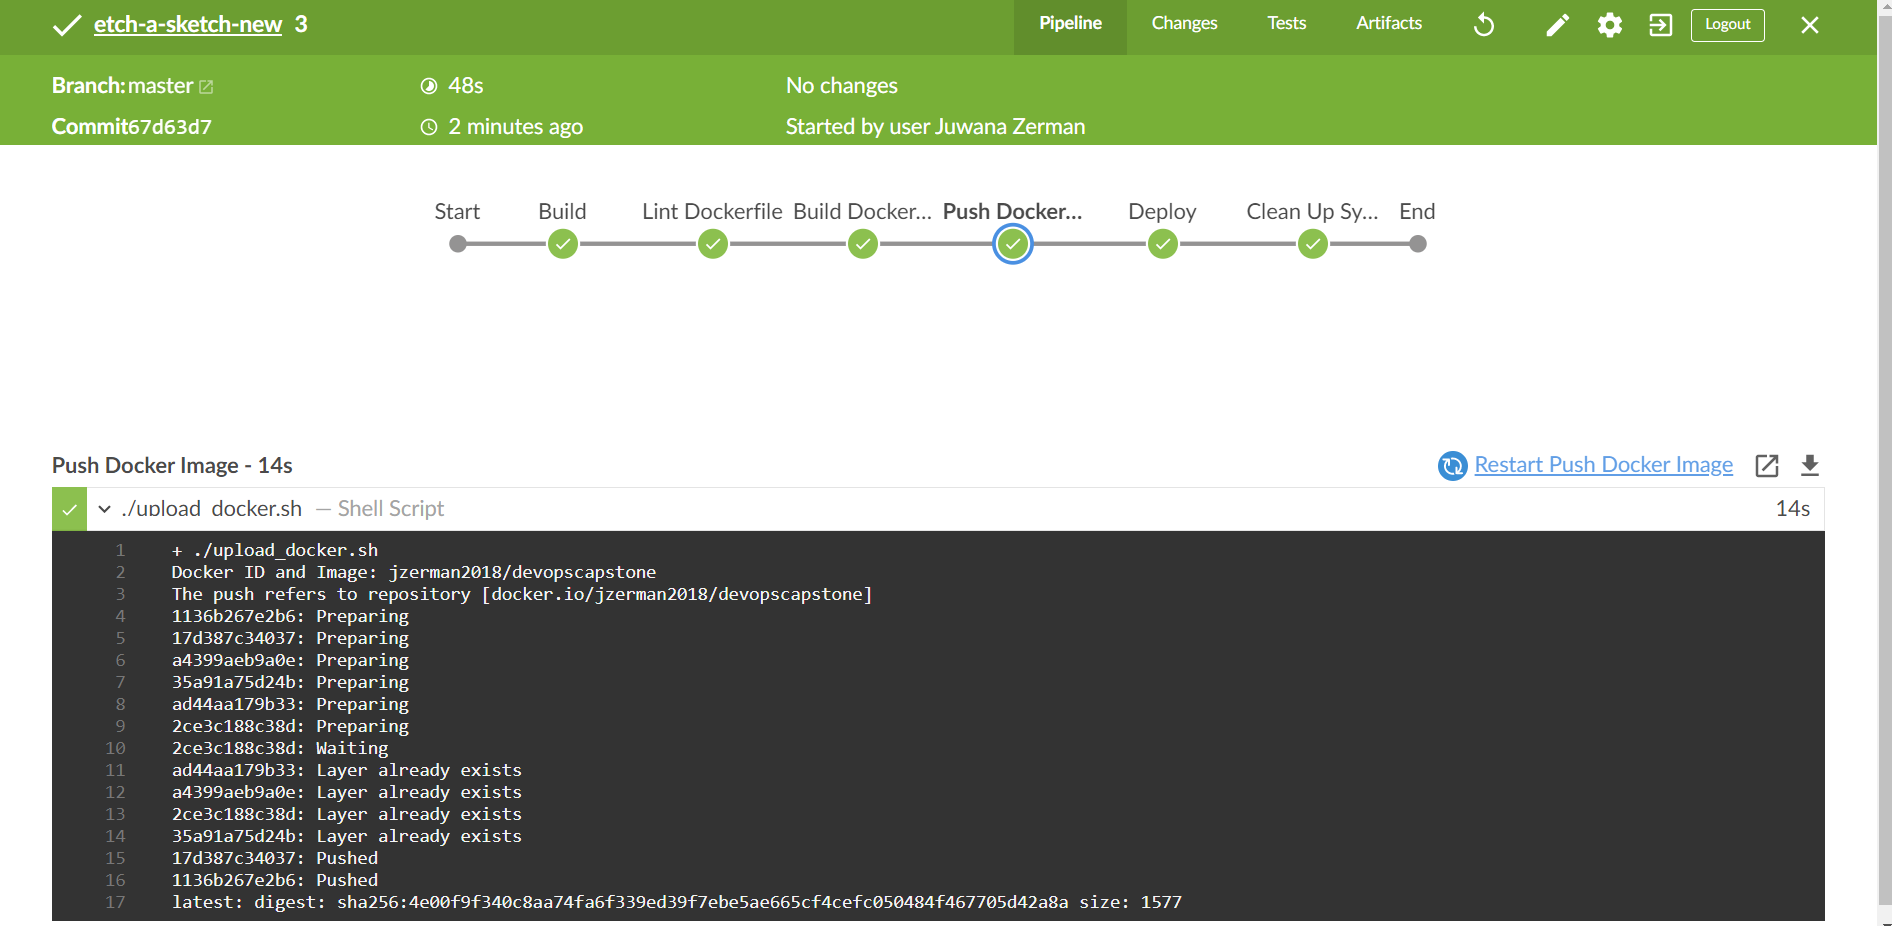 etch-a-sketch-new 3 Pipeline Changes Tests Artifacts Logout
Branch: master 48s No changes
Commit 67d63d7 2 minutes ago Started by user Juwana Zerman
Start Build Lint Dockerfile Build Docker... Push Docker... Deploy Clean Up Sy... End
Push Docker Image - 14s Restart Push Docker Image
./upload_docker.sh — Shell Script 14s
1 + ./upload_docker.sh
2 Docker ID and Image: jzerman2018/devopscapstone
3 The push refers to repository [docker.io/jzerman2018/devopscapstone]
4 1136b267e2b6: Preparing
5 17d387c34037: Preparing
6 a4399aeb9a0e: Preparing
7 35a91a75d24b: Preparing
8 ad44aa179b33: Preparing
9 2ce3c188c38d: Preparing
10 2ce3c188c38d: Waiting
11 ad44aa179b33: Layer already exists
12 a4399aeb9a0e: Layer already exists
13 2ce3c188c38d: Layer already exists
14 35a91a75d24b: Layer already exists
15 17d387c34037: Pushed
16 1136b267e2b6: Pushed
17 latest: digest: sha256:4e00f9f340c8aa74fa6f339ed39f7ebe5ae665cf4cefc050484f467705d42a8a size: 1577